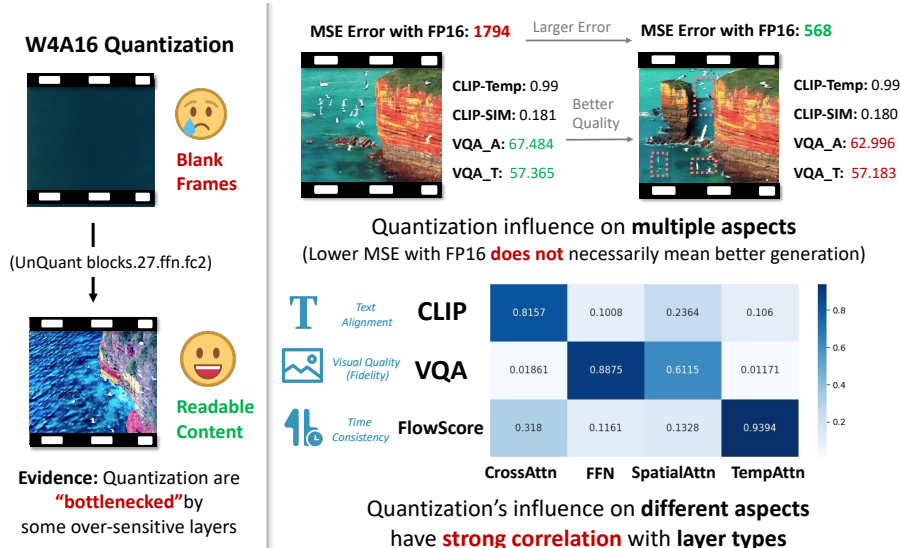 W4A16 Quantization
Blank
Frames
(UnQuant blocks.27.ffn.fc2)
Readable
Content
Evidence: Quantization are
“bottlenecked”by
some over-sensitive layers
MSE Error with FP16: 1794
Larger Error
MSE Error with FP16: 568
CLIP-Temp: 0.99
CLIP-SIM: 0.181
VQA_A: 67.484
VQA_T: 57.365
Better
Quality
CLIP-Temp: 0.99
CLIP-SIM: 0.180
VQA_A: 62.996
VQA_T: 57.183
Quantization influence on multiple aspects
(Lower MSE with FP16 does not necessarily mean better generation)
T
Text
Alignment
CLIP
0.8157 0.1008 0.2364 0.106
Visual Quality
(Fidelity)
VQA
0.01861 0.8875 0.6115 0.01171
Time
Consistency
FlowScore
0.318 0.1161 0.1328 0.9394
CrossAttn FFN SpatialAttn TempAttn
0.8
0.6
0.4
0.2
Quantization’s influence on different aspects
have strong correlation with layer types